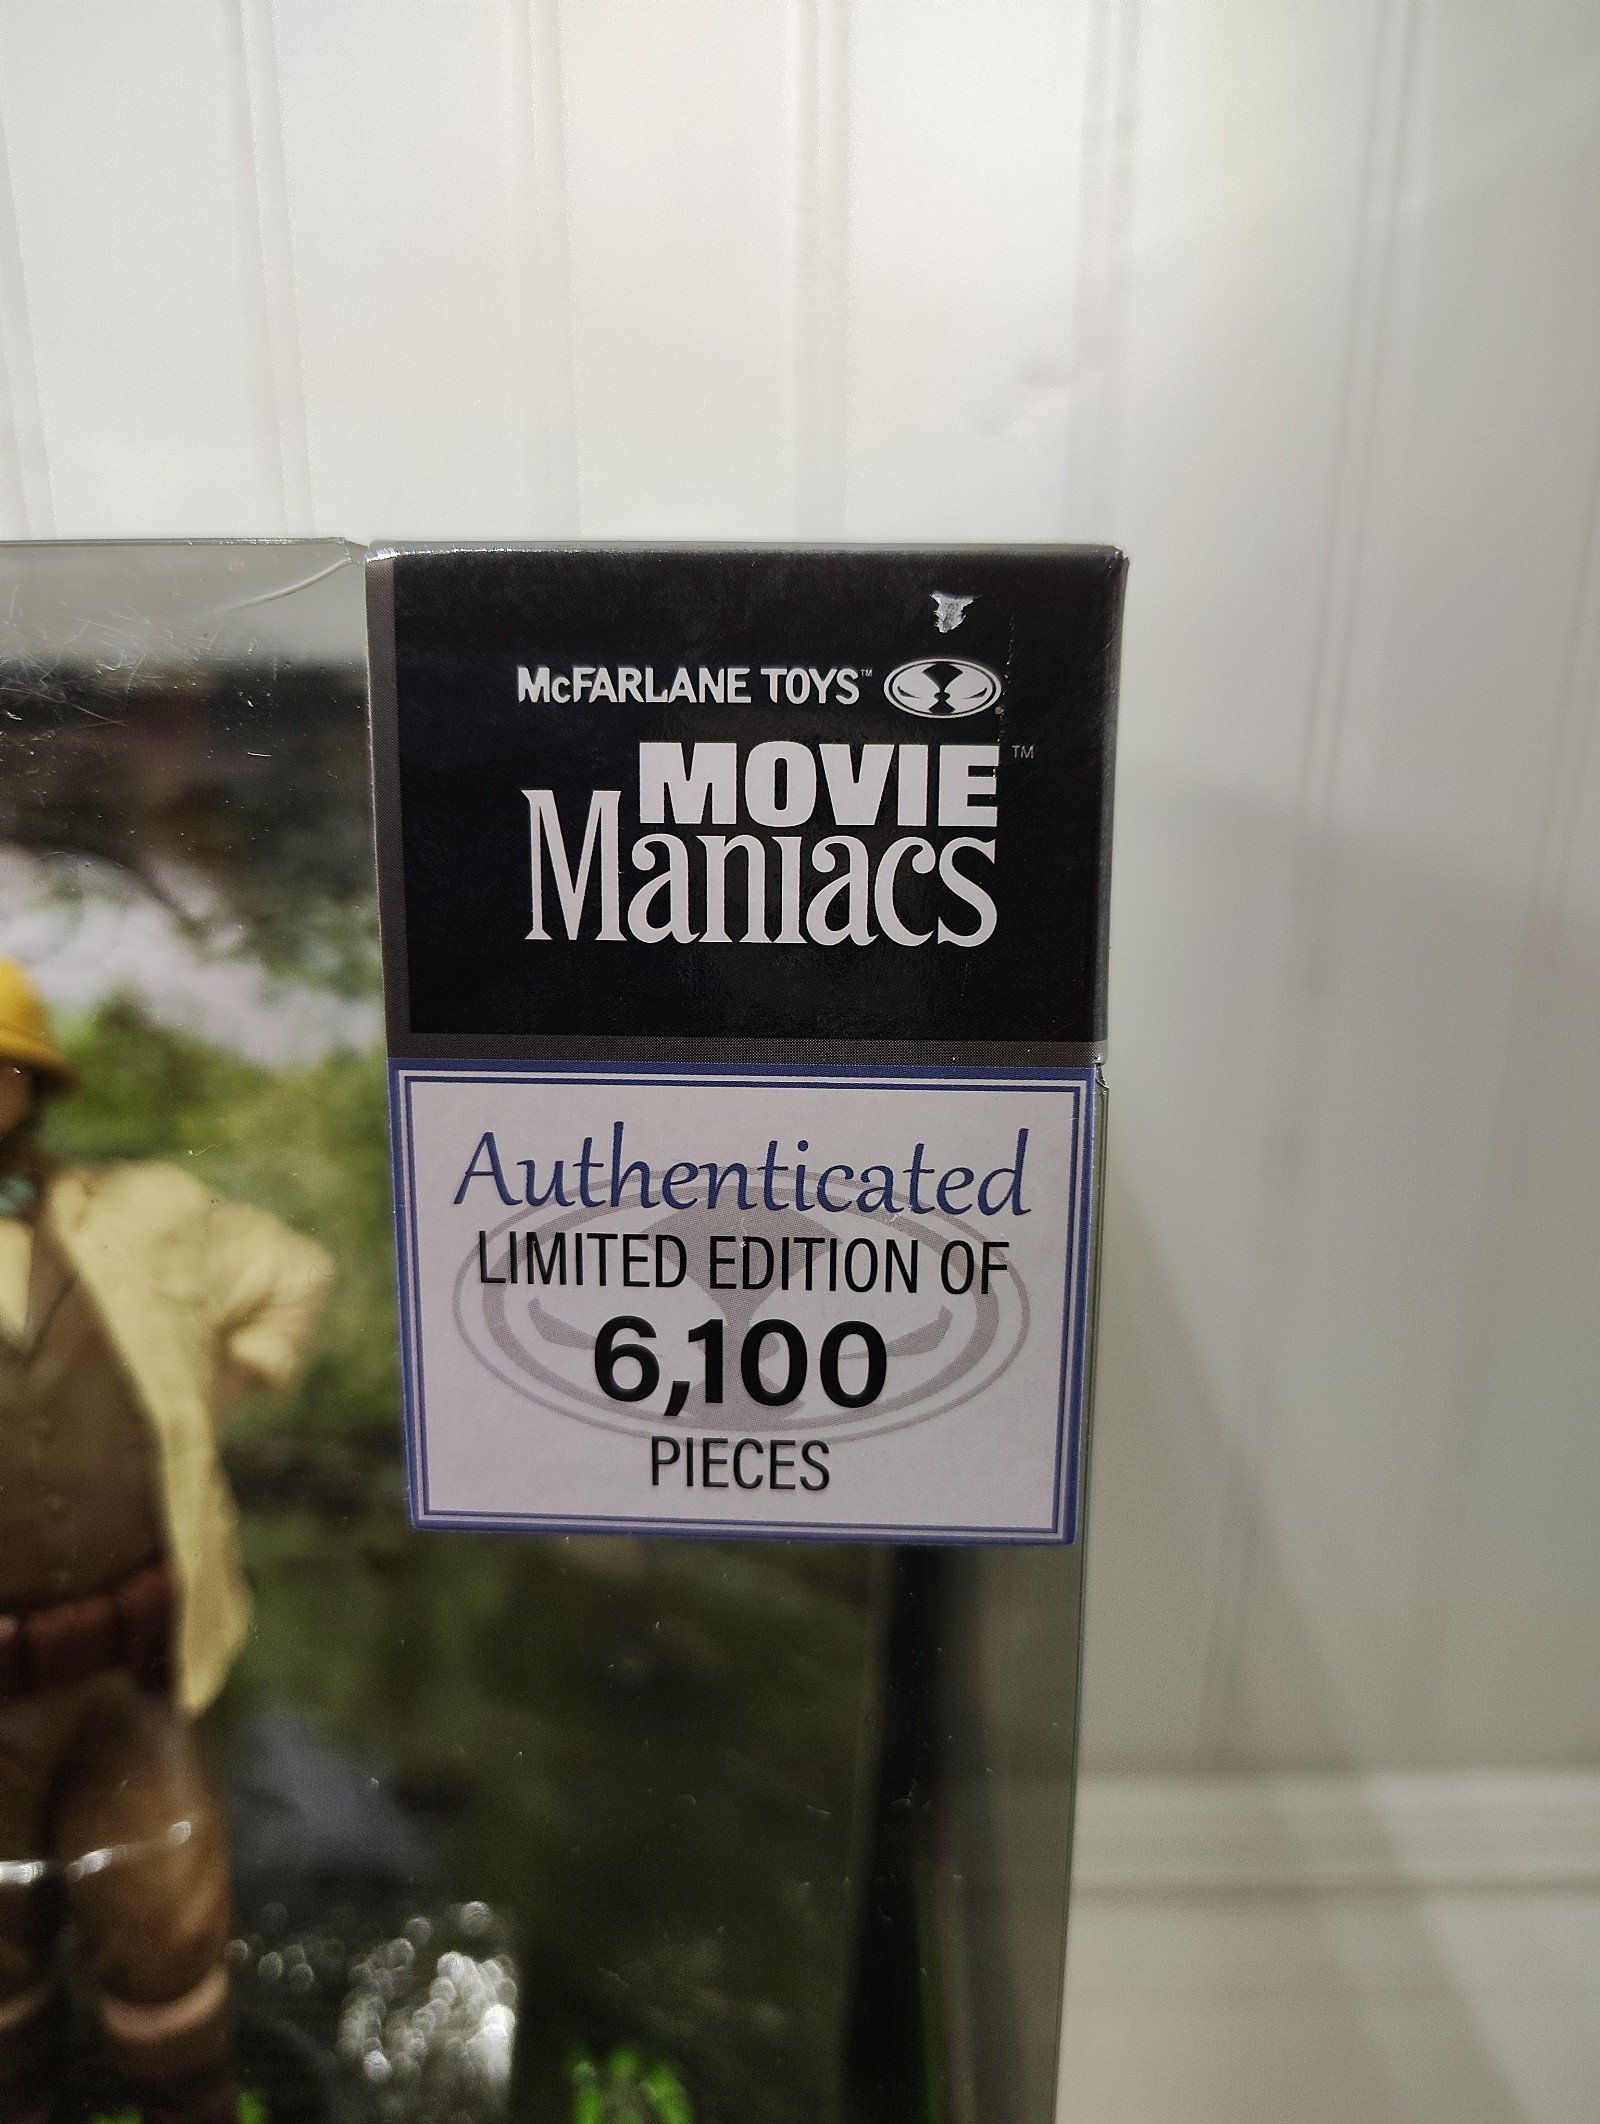 McFARLANE TOYS™
MOVIE™
Maniacs
Authenticated
LIMITED EDITION OF
6,100
PIECES